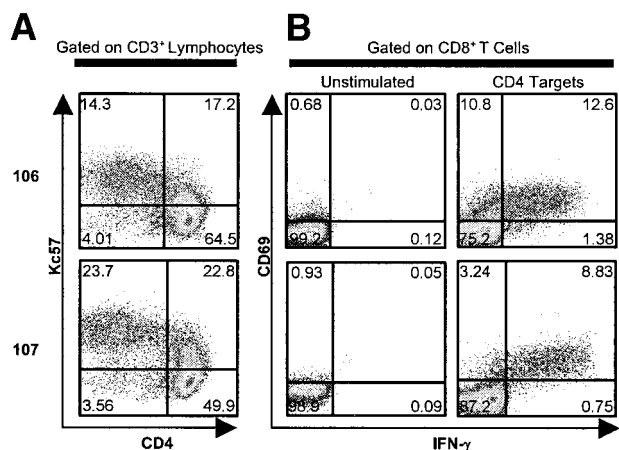 A
B
Gated on CD3+ Lymphocytes
Gated on CD8+ T Cells
Unstimulated
CD4 Targets
Kc57
CD69
106
14.3 17.2
4.01 64.5
0.68 0.03
99.2 0.12
10.8 12.6
75.2 1.38
107
23.7 22.8
3.56 49.9
0.93 0.05
98.9 0.09
3.24 8.83
87.2 0.75
CD4
IFN-γ